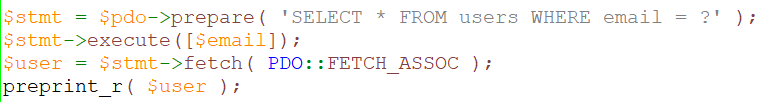 $stmt = $pdo->prepare( 'SELECT * FROM users WHERE email = ?' );
$stmt->execute([$email]);
$user = $stmt->fetch( PDO::FETCH_ASSOC );
preprint_r( $user );